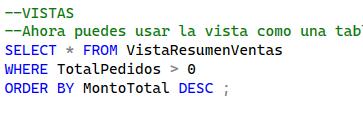 --VISTAS
--Ahora puedes usar la vista como una tab
SELECT * FROM VistaResumenVentas
WHERE TotalPedidos > 0
ORDER BY MontoTotal DESC ;